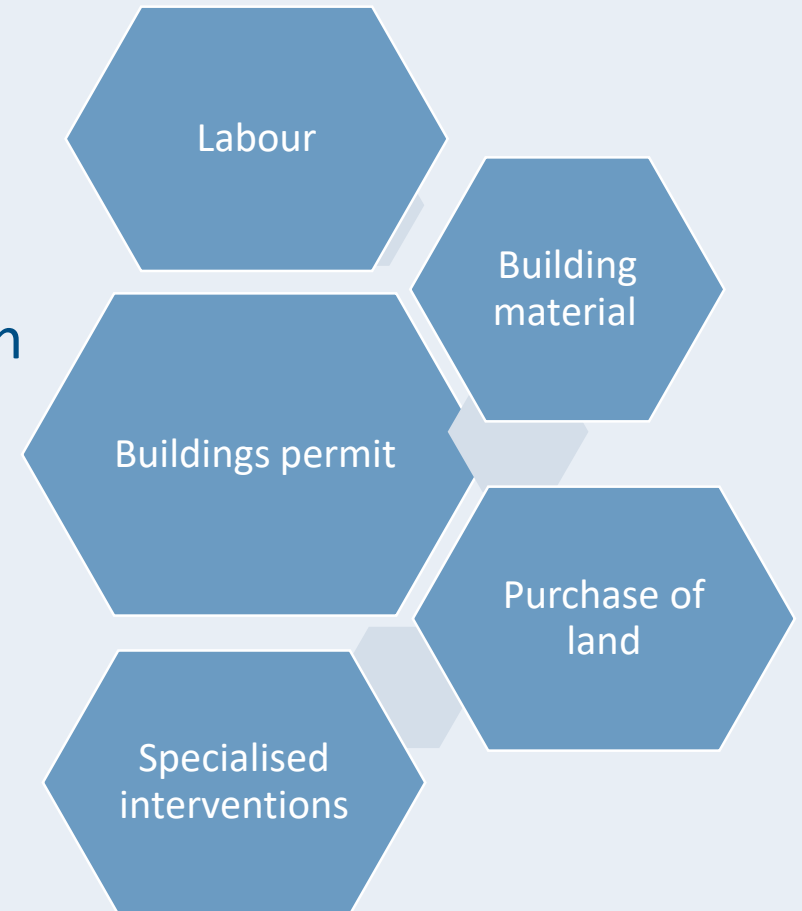 Labour
Building
material
n
Buildings permit
Purchase of
land
Specialised
interventions